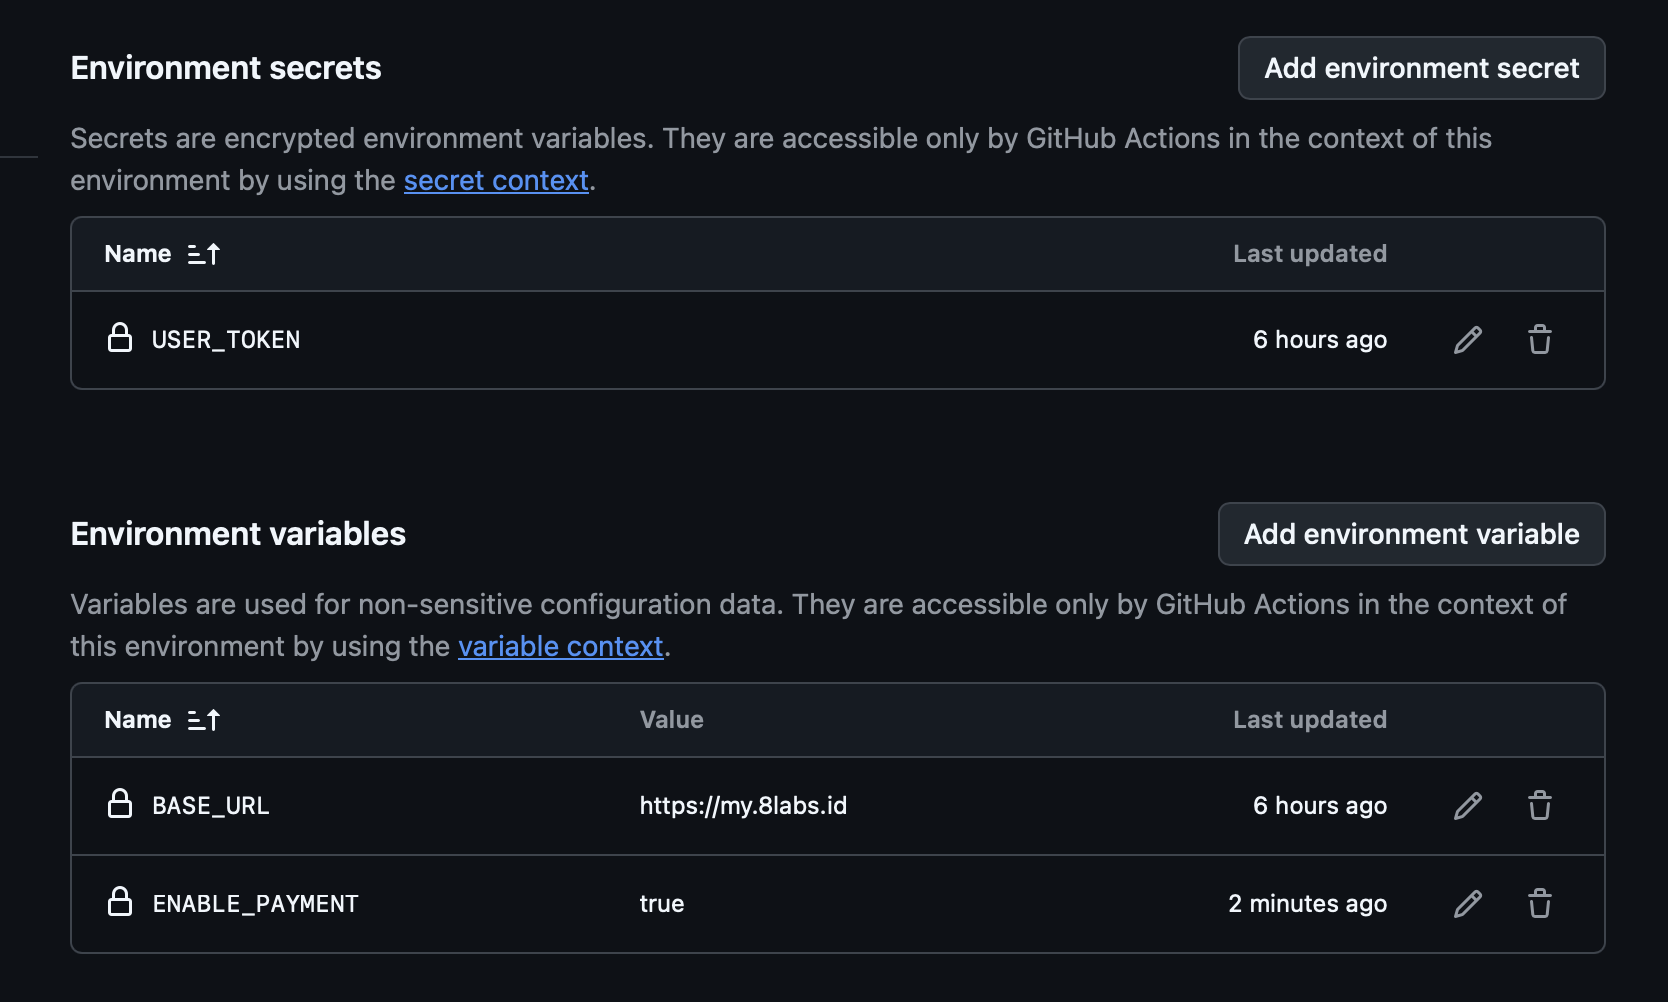 Environment secrets
Add environment secret
Secrets are encrypted environment variables. They are accessible only by GitHub Actions in the context of this
environment by using the secret context.
Name Last updated
USER_TOKEN 6 hours ago
Environment variables
Add environment variable
Variables are used for non-sensitive configuration data. They are accessible only by GitHub Actions in the context of
this environment by using the variable context.
Name Value Last updated
BASE_URL https://my.8labs.id 6 hours ago
ENABLE_PAYMENT true 2 minutes ago